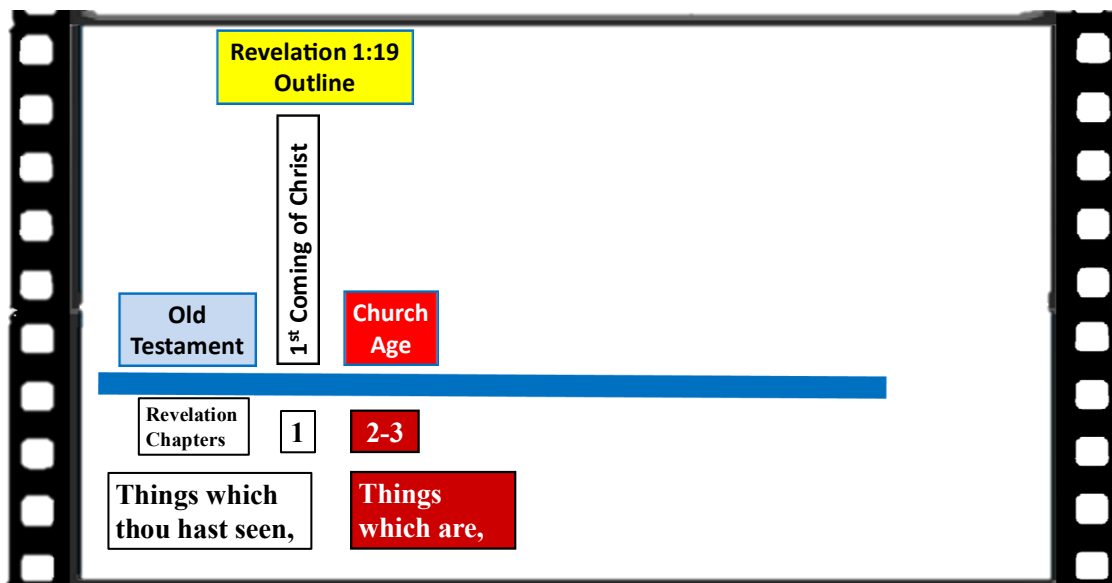 Revelation 1:19
Outline
1st Coming of Christ
Old
Testament
Church
Age
Revelation
Chapters
1
2-3
Things which
thou hast seen,
Things
which are,